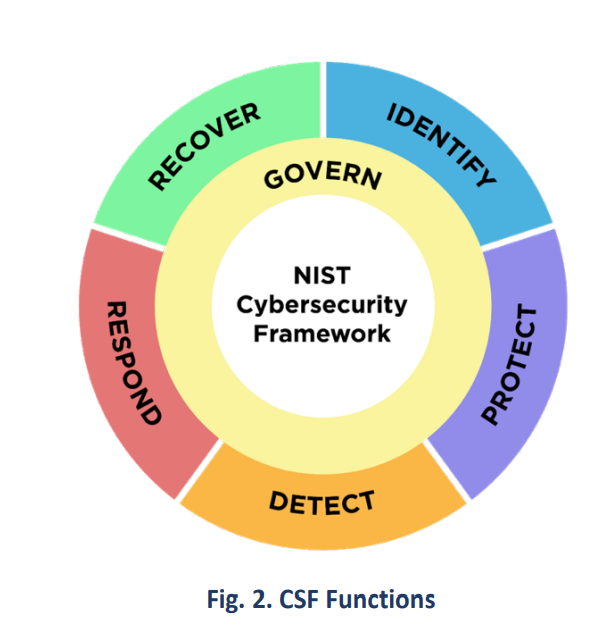 RECOVER
IDENTIFY
GOVERN
NIST
Cybersecurity
Framework
RESPOND
PROTECT
DETECT
Fig. 2. CSF Functions